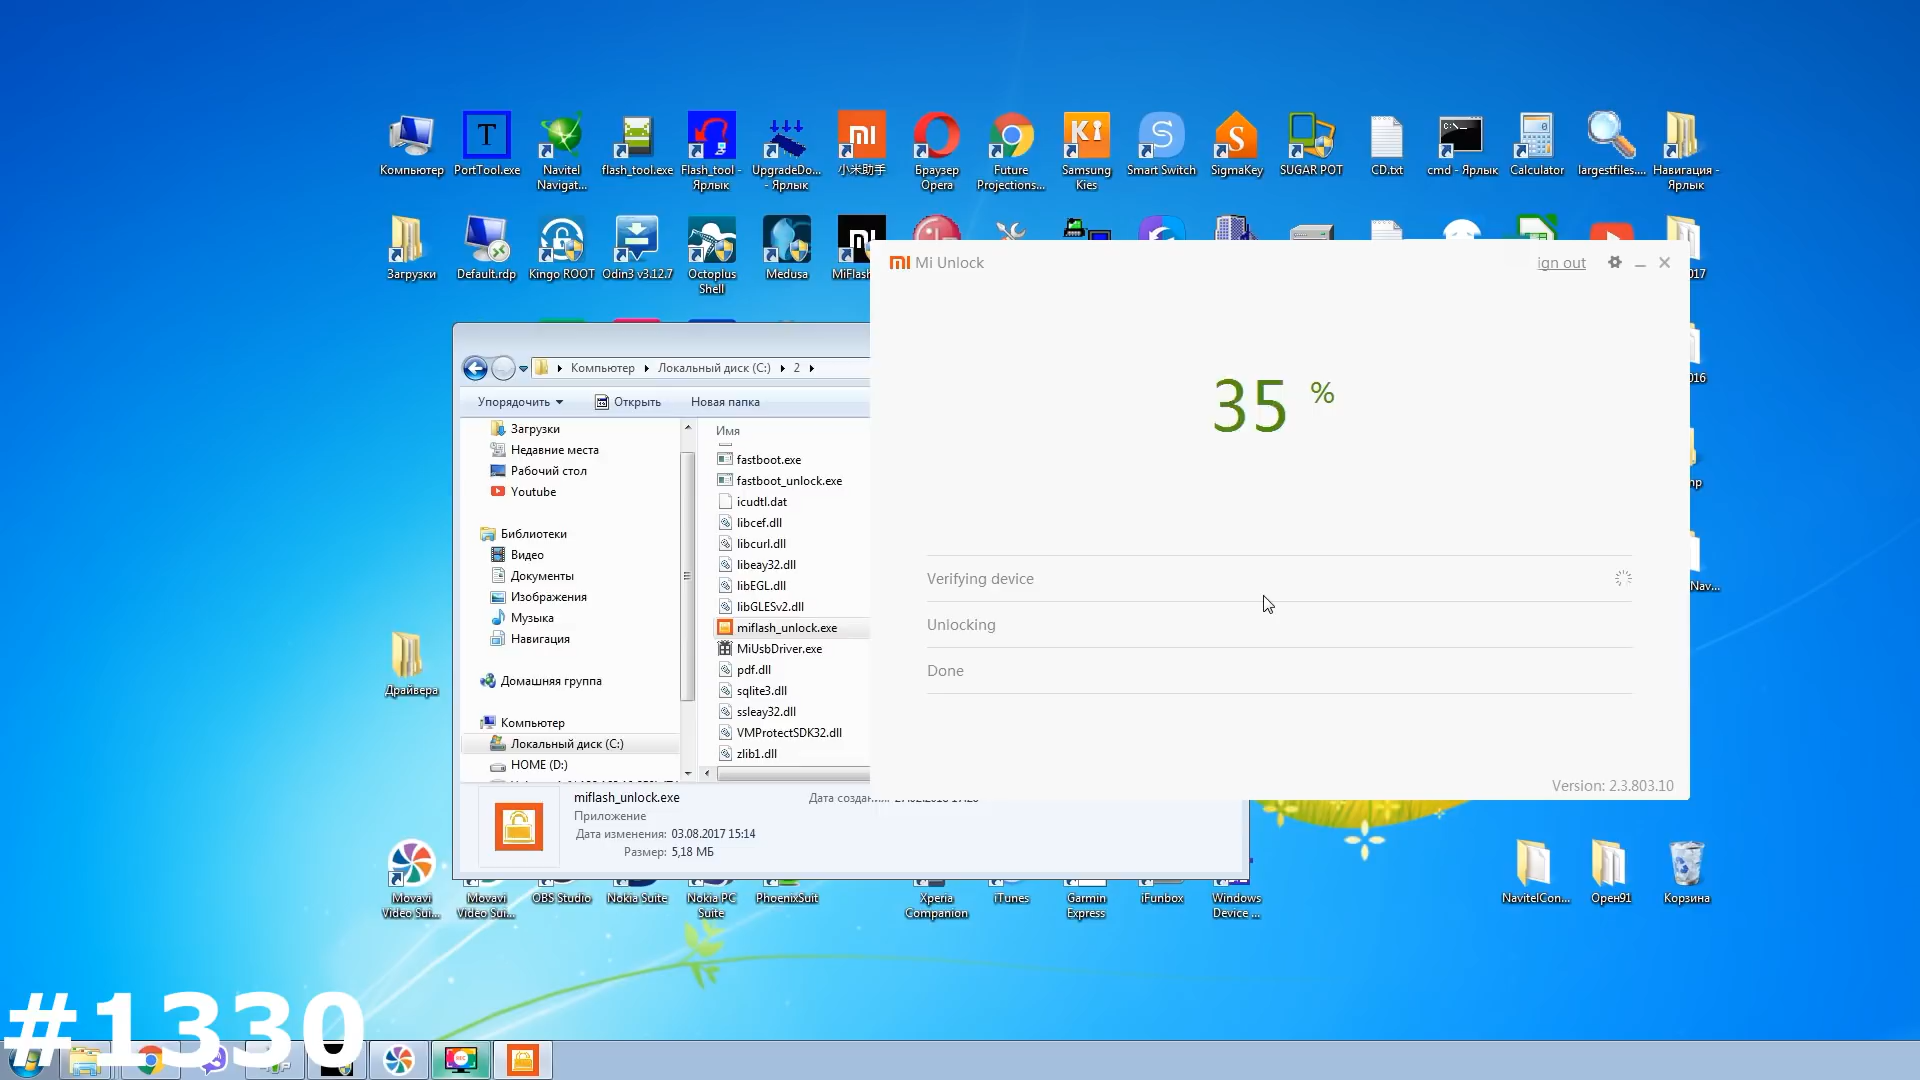 Компьютер
PortTool.exe
Navitel
Navigat...
flash_tool.exe
Flash_tool -
Ярлык
UpgradeDo...
- Ярлык
小米助手
Браузер
Opera
Future
Projections...
Samsung
Kies
Smart Switch
SigmaKey
SUGAR POT
CD.txt
cmd - Ярлык
Calculator
largestfiles....
Навигация -
Ярлык
Загрузки
Default.rdp
Kingo ROOT
Odin3 v3.12.7
Octoplus
Shell
Medusa
MiFlash
Mi Unlock
ign out
35 %
Verifying device
Unlocking
Done
Version: 2.3.803.10
Компьютер
Локальный диск (C:)
2
Упорядочить
Открыть
Новая папка
Загрузки
Недавние места
Рабочий стол
Youtube
Библиотеки
Видео
Документы
Изображения
Музыка
Навигация
Домашняя группа
Компьютер
Локальный диск (C:)
HOME (D:)
Имя
fastboot.exe
fastboot_unlock.exe
icudtl.dat
libcef.dll
libcurl.dll
libeay32.dll
libEGL.dll
libGLESv2.dll
miflash_unlock.exe
MiUsbDriver.exe
pdf.dll
sqlite3.dll
ssleay32.dll
VMProtectSDK32.dll
zlib1.dll
miflash_unlock.exe
Приложение
Дата изменения: 03.08.2017 15:14
Размер: 5,18 МБ
Дата создания:
Драйвера
Nav...
Movavi
Video Sui...
Movavi
Video Sui...
OBS Studio
Nokia Suite
Nokia PC
Suite
PhoenixSuit
Xperia
Companion
iTunes
Garmin
Express
iFunbox
Windows
Device ...
NavitelCon...
Орен91
Корзина
#1330